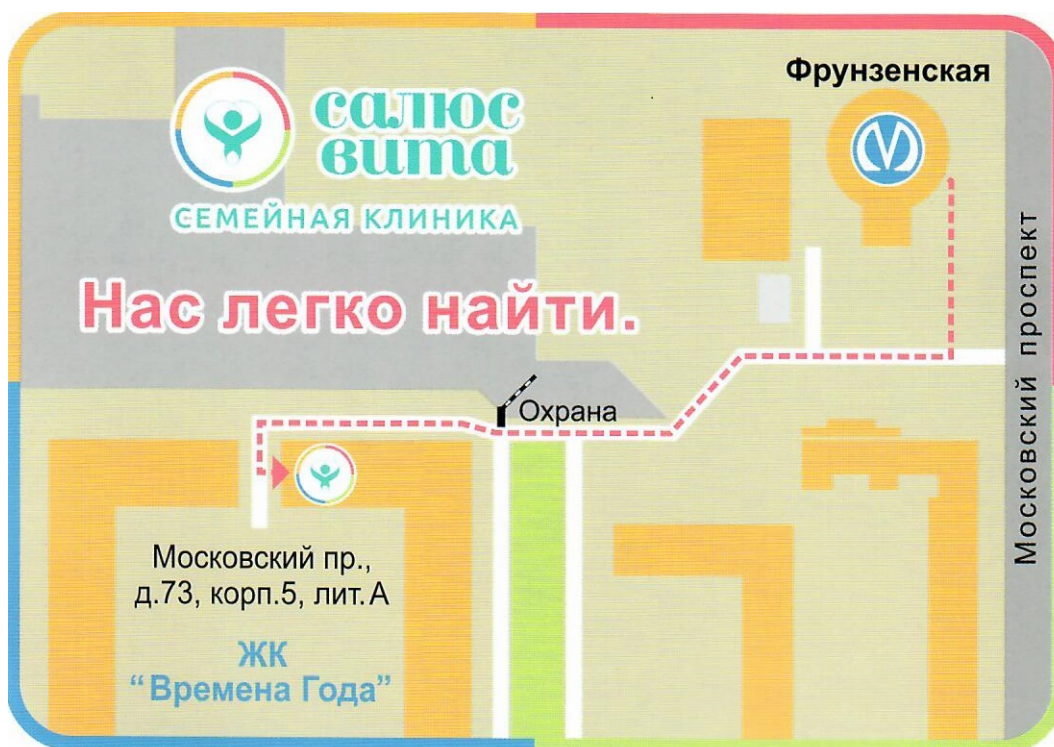 салюс
вита
СЕМЕЙНАЯ КЛИНИКА
Нас легко найти.
Фрунзенская
Московский проспект
Охрана
Московский пр.,
д.73, корп.5, лит.А
ЖК
“Времена Года”